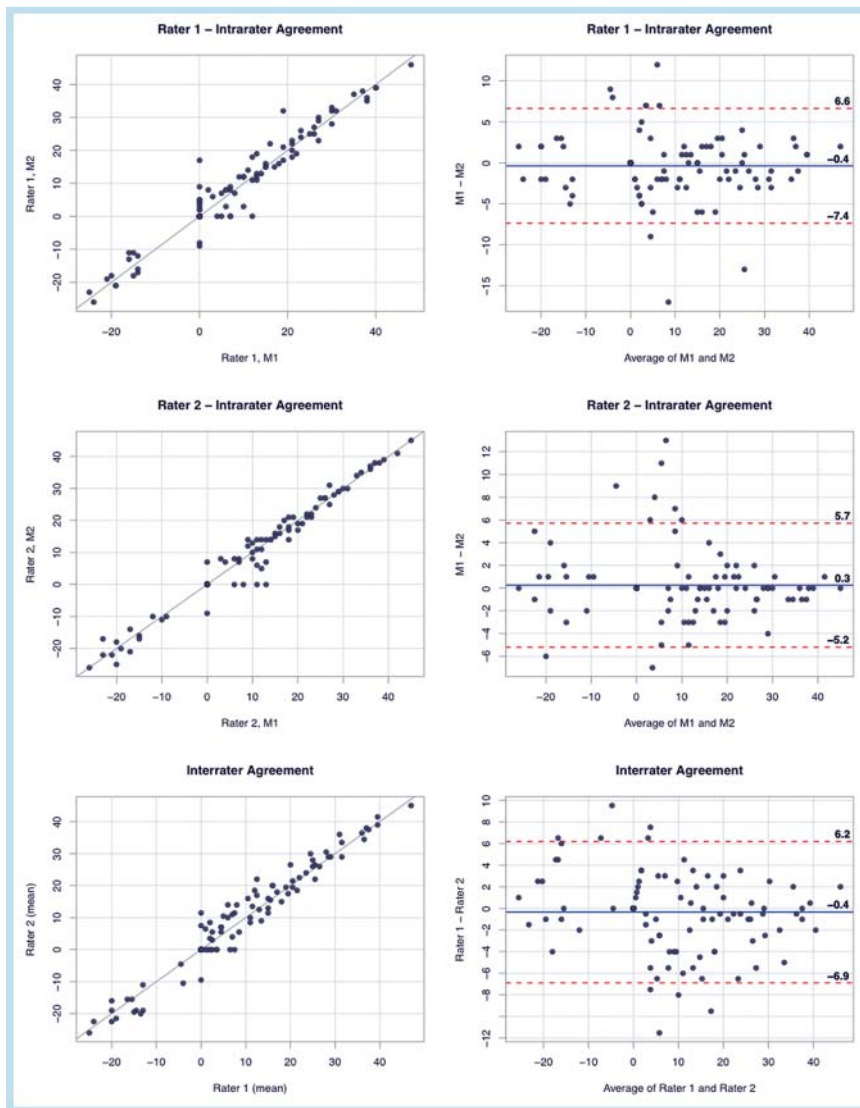 Rater 1 – Intrarater Agreement
Rater 1, M2
−20 0 10 20 30 40
−20 0 20 40
Rater 1, M1
Rater 1 – Intrarater Agreement
M1 − M2
−15 −10 −5 0 5 10
6.6
−0.4
−7.4
−20 −10 0 10 20 30 40
Average of M1 and M2
Rater 2 – Intrarater Agreement
Rater 2, M2
−20 −10 0 10 20 30 40
−20 −10 0 10 20 30 40
Rater 2, M1
Rater 2 – Intrarater Agreement
M1 − M2
−6 −4 −2 0 2 4 6 8 10 12
5.7
0.3
−5.2
−20 −10 0 10 20 30 40
Average of M1 and M2
Interrater Agreement
Rater 2 (mean)
−20 −10 0 10 20 30 40
−20 −10 0 10 20 30 40
Rater 1 (mean)
Interrater Agreement
Rater 1 − Rater 2
−12 −8 −6 −4 −2 0 2 4 6 8 10
6.2
−0.4
−6.9
−20 −10 0 10 20 30 40
Average of Rater 1 and Rater 2